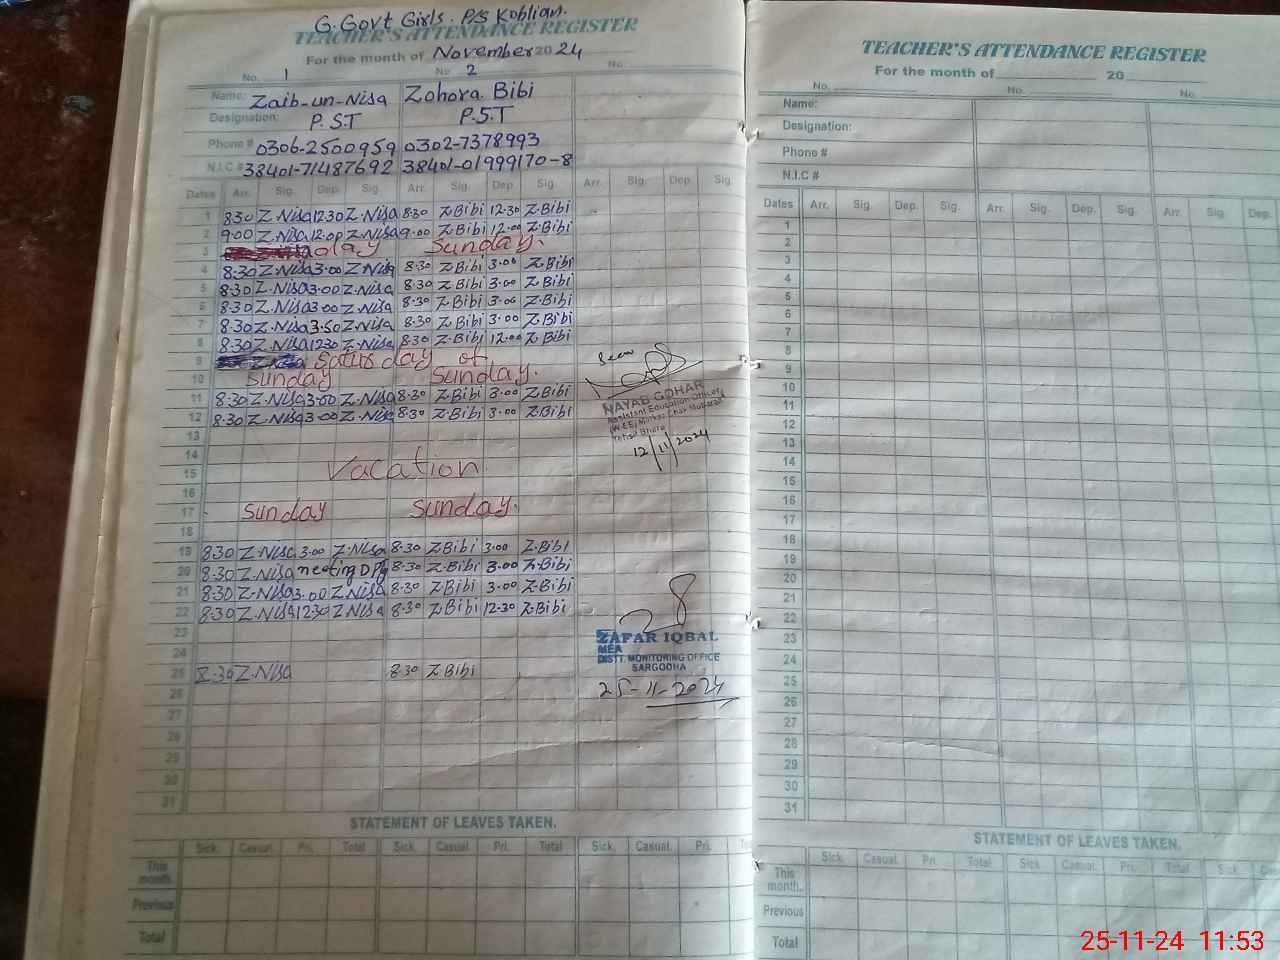 G. Govt Girls. P/S Koblian.
TEACHER'S ATTENDANCE REGISTER
For the month of November 2024
No. 1 No 2 No.
Name: Zaib-un-Nisa Zohora Bibi
Designation: P.S.T P.S.T
Phone # 0306-2500959 0302-7378993
N.I.C # 38401-71487692 38401-01999170-8
Dates Arr. Sig. Dep. Sig. Arr. Sig. Dep. Sig. Arr. Sig. Dep. Sig.
1 830 Z.Nisa 1230 Z.Nisa 8.30 Z.Bibi 12.30 Z.Bibi
2 9.00 Z.Nisa 12.00 Z.Nisa 9.00 Z.Bibi 12.00 Z.Bibi
3 day Sunday.
4 8.30 Z.Nisa 3.00 Z.Nisa 8.30 Z.Bibi 3.00 Z.Bibi
5 8.30 Z.Nisa 3.00 Z.Nisa 8.30 Z.Bibi 3.00 Z.Bibi
6 8.30 Z.Nisa 3.00 Z.Nisa 8.30 Z.Bibi 3.00 Z.Bibi
7 8.30 Z.Nisa Z.Nisa 8.30 Z.Bibi 3.00 Z.Bibi
8 8.30 Z.Nisa 1230 Z.Nisa 8.30 Z.Bibi 12.00 Z.Bibi
9 Saturday of
10 Sunday Sunday.
11 8.30 Z.Nisa 3.00 Z.Nisa 8.30 Z.Bibi 3.00 Z.Bibi
12 8.30 Z.Nisa 3.00 Z.Nisa 8.30 Z.Bibi 3.00 Z.Bibi
13
14
15 Vacation.
16
17 Sunday Sunday.
18
19 8.30 Z.Nisa 3.00 Z.Nisa 8.30 Z.Bibi 3.00 Z.Bibi
20 8.30 Z.Nisa meeting 8.30 Z.Bibi 3.00 Z.Bibi
21 8.30 Z.Nisa 3.00 Z.Nisa 8.30 Z.Bibi 3.00 Z.Bibi
22 8.30 Z.Nisa 1230 Z.Nisa 8.30 Z.Bibi 12.30 Z.Bibi
23
24
25 8.30 Z.Nisa 8.30 Z.Bibi
26
27
28
29
30
31
Seen
NAYAB GOHAR
Assistant Education Officer
(W-EE) Markaz Chak Mubarak
Tehsil Bhera
12/11/2024
ZAFAR IQBAL
MEA
DISTT. MONITORING OFFICE
SARGODHA
25-11-2024
STATEMENT OF LEAVES TAKEN.
Sick. Casual. Pri. Total Sick. Casual Pri. Total Sick. Casual. Pri.
This month.
Previous
Total
TEACHER'S ATTENDANCE REGISTER
For the month of 20
No. No. No.
Name:
Designation:
Phone #
N.I.C #
Dates Arr. Sig. Dep. Sig. Arr. Sig. Dep. Sig. Arr. Sig. Dep.
1
2
3
4
5
6
7
8
9
10
11
12
13
14
15
16
17
18
19
20
21
22
23
24
25
26
27
28
29
30
31
STATEMENT OF LEAVES TAKEN.
Sick. Casual. Pri. Total Sick. Casual. Pri. Total Sick. Casual.
This month.
Previous
Total
25-11-24 11:53